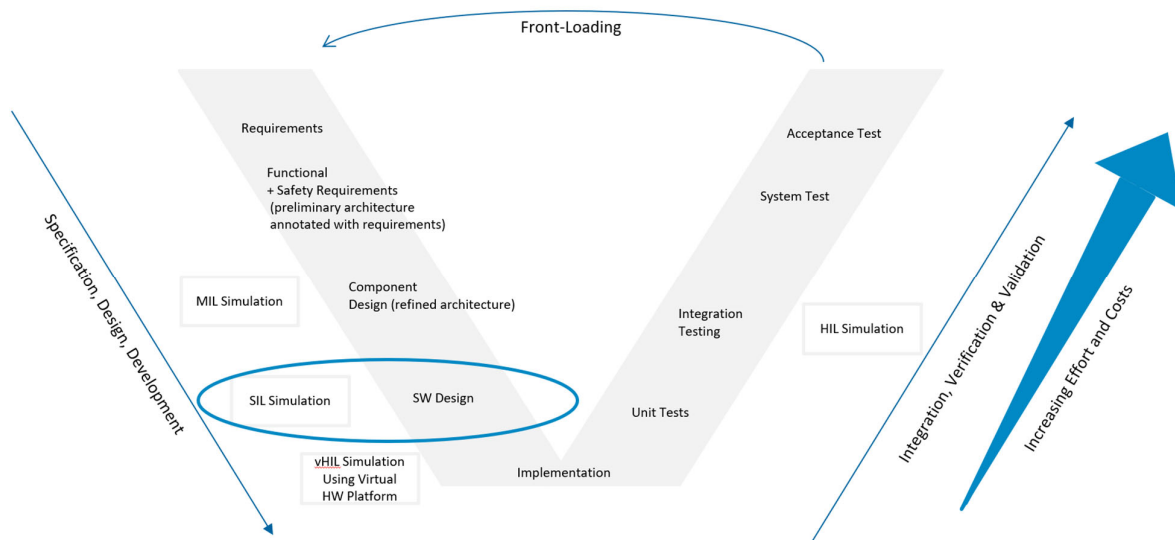 Front-Loading
Requirements
Functional
+ Safety Requirements
(preliminary architecture
annotated with requirements)
Component
Design (refined architecture)
MIL Simulation
SIL Simulation
SW Design
vHIL Simulation
Using Virtual
HW Platform
Implementation
Unit Tests
Integration
Testing
System Test
Acceptance Test
HIL Simulation
Specification, Design, Development
Integration, Verification & Validation
Increasing Effort and Costs